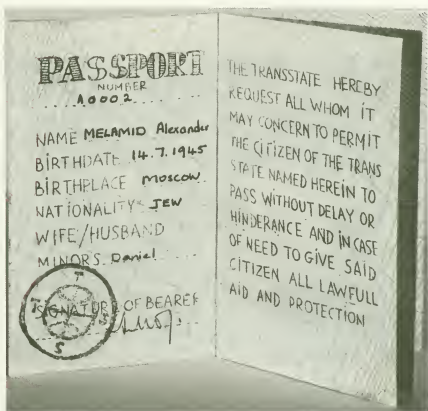 PASSPORT
NUMBER
A0002
NAME MELAMID Alexander
BIRTHDATE 14.7.1945
BIRTHPLACE MOSCOW
NATIONALITY JEW
WIFE/HUSBAND
MINOR'S Daniel
SIGNATURE OF BEARER
T
S
S
THE TRANSSTATE HEREBY
REQUEST ALL WHOM IT
MAY CONCERN TO PERMIT
THE CITIZEN OF THE TRANS
STATE NAMED HEREIN TO
PASS WITHOUT DELAY OR
HINDERANCE AND IN CASE
OF NEED TO GIVE SAID
CITIZEN ALL LAWFULL
AID AND PROTECTION